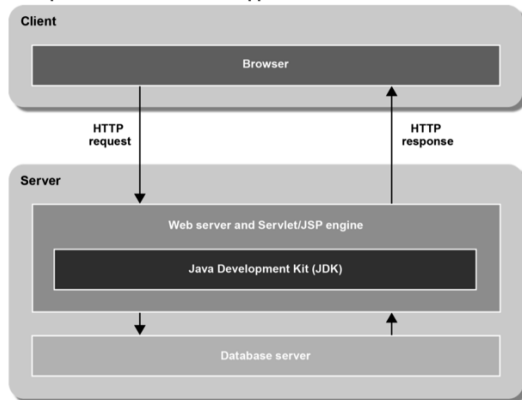 Client
Browser
HTTP
request
HTTP
response
Server
Web server and Servlet/JSP engine
Java Development Kit (JDK)
Database server